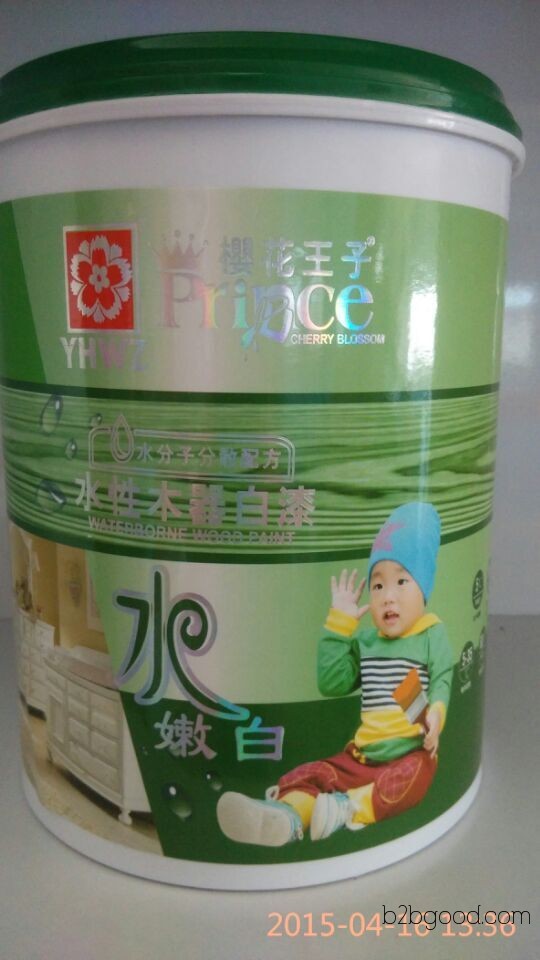 櫻花王子®
Prince
CHERRY BLOSSOM
YHWZ
水分子分散配方
水性木器白漆
WATERBORNE WOOD PAINT
水
嫩白
b2bgood.com
2015-04-16 13:56